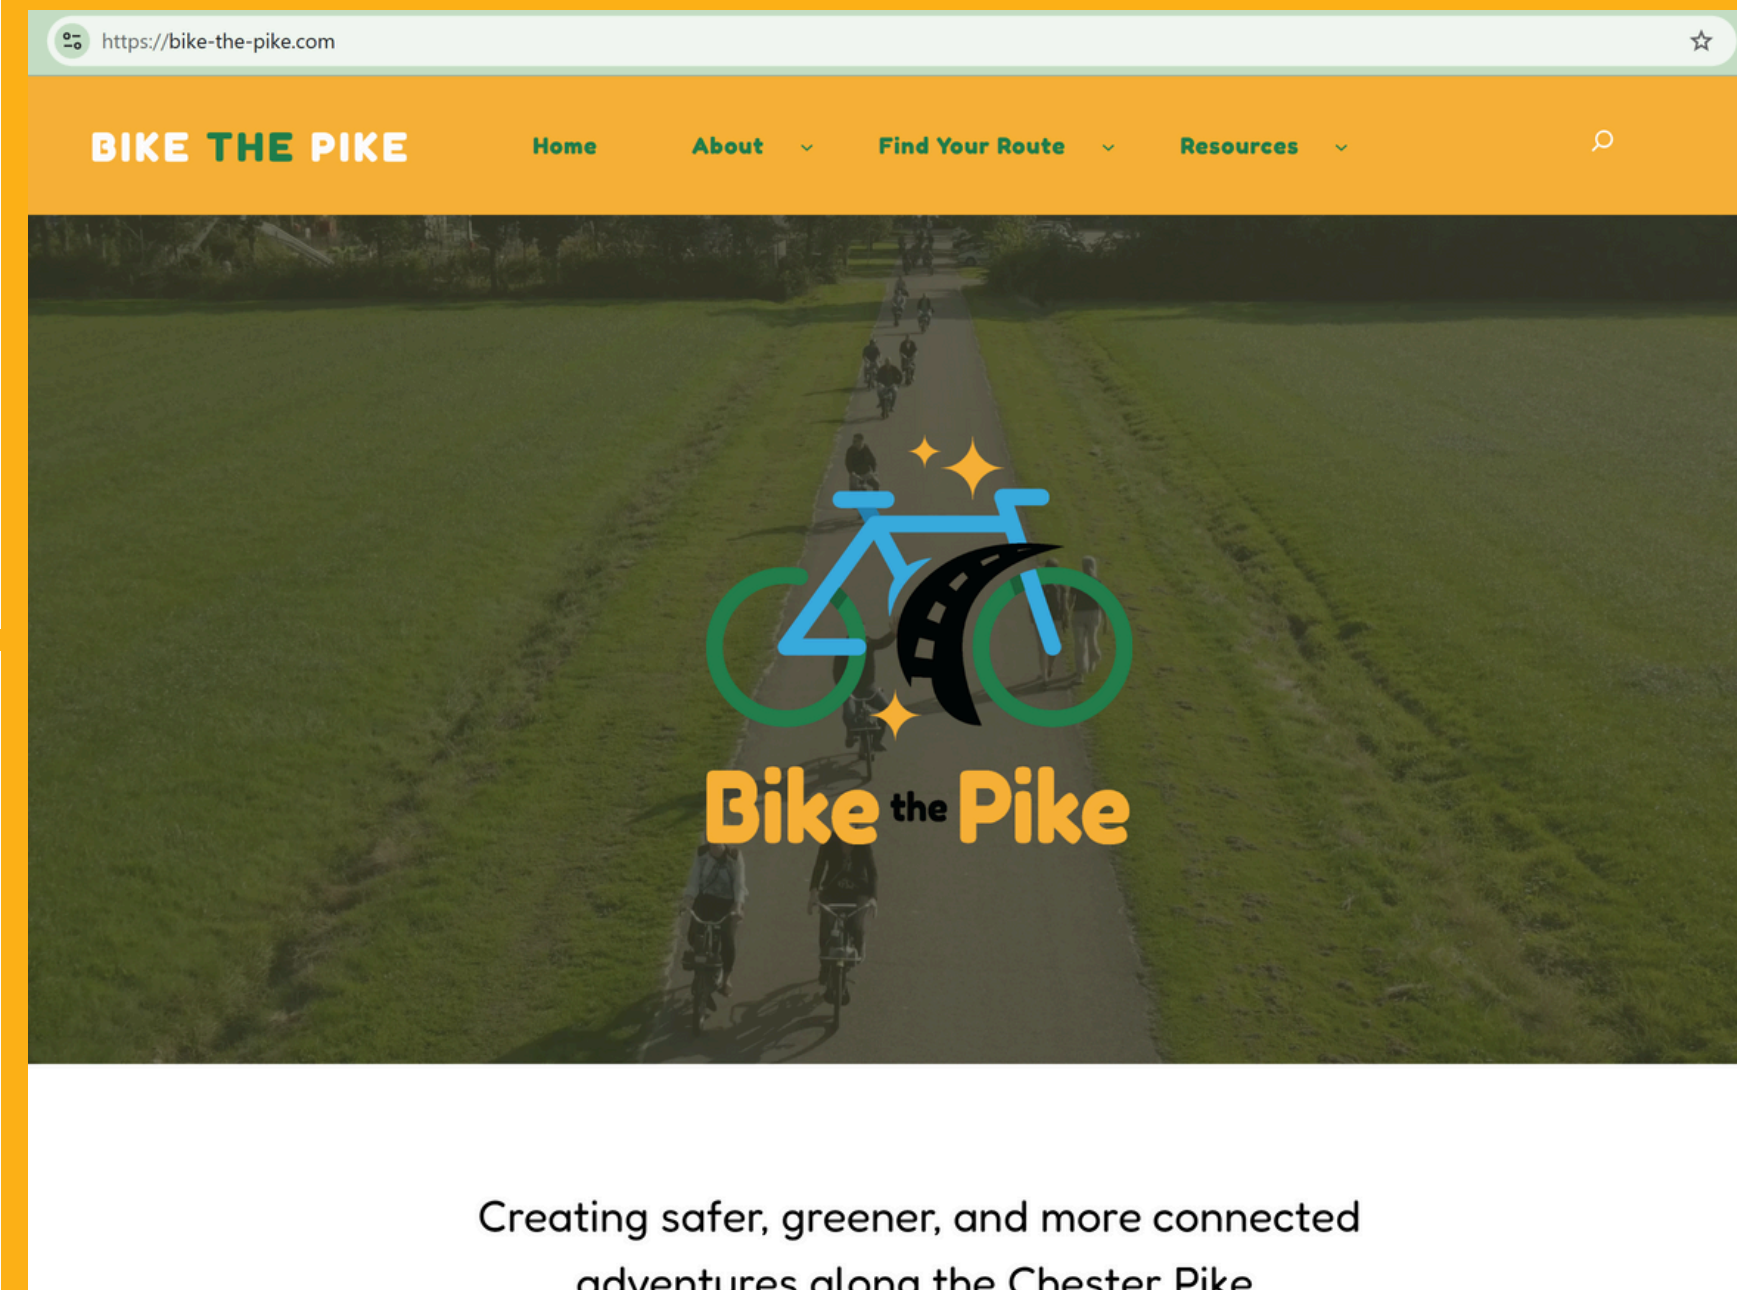 https://bike-the-pike.com
BIKE THE PIKE Home About Find Your Route Resources
Bike the Pike
Creating safer, greener, and more connected
adventures along the Chester Pike